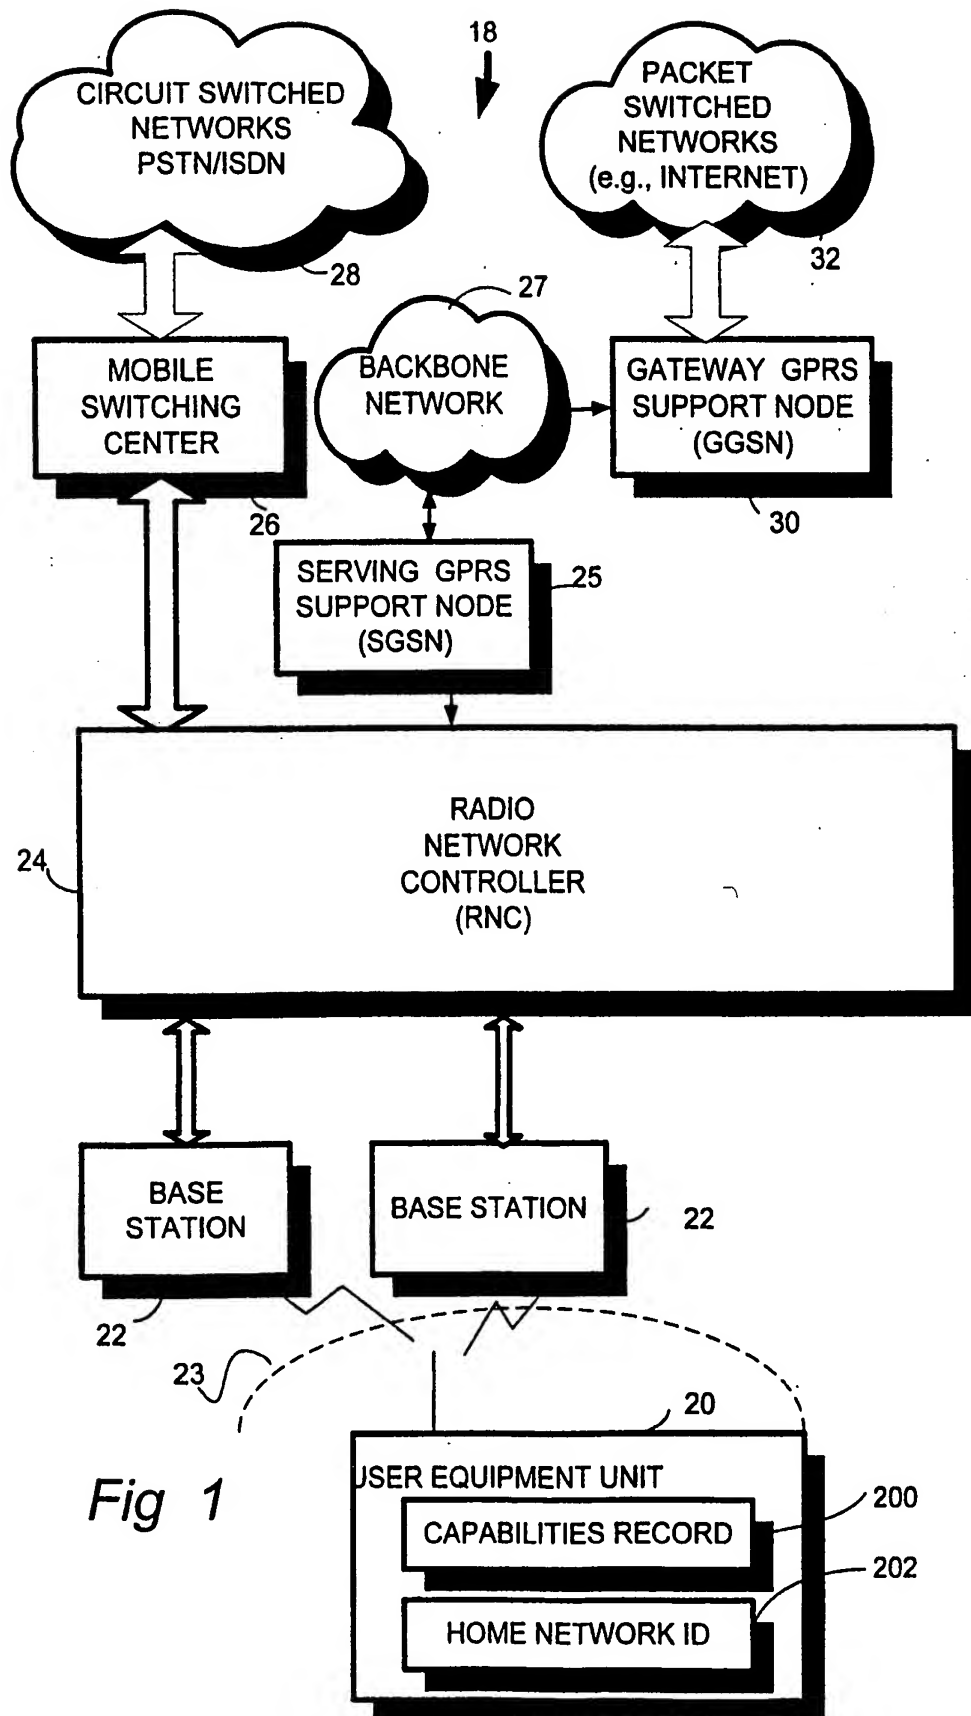 18
CIRCUIT SWITCHED
NETWORKS
PSTN/ISDN
PACKET
SWITCHED
NETWORKS
(e.g., INTERNET)
28
32
27
MOBILE
SWITCHING
CENTER
BACKBONE
NETWORK
GATEWAY GPRS
SUPPORT NODE
(GGSN)
26
30
SERVING GPRS
SUPPORT NODE
(SGSN)
25
RADIO
NETWORK
CONTROLLER
(RNC)
24
BASE
STATION
BASE STATION
22
22
23
20
USER EQUIPMENT UNIT
Fig 1
CAPABILITIES RECORD
200
HOME NETWORK ID
202